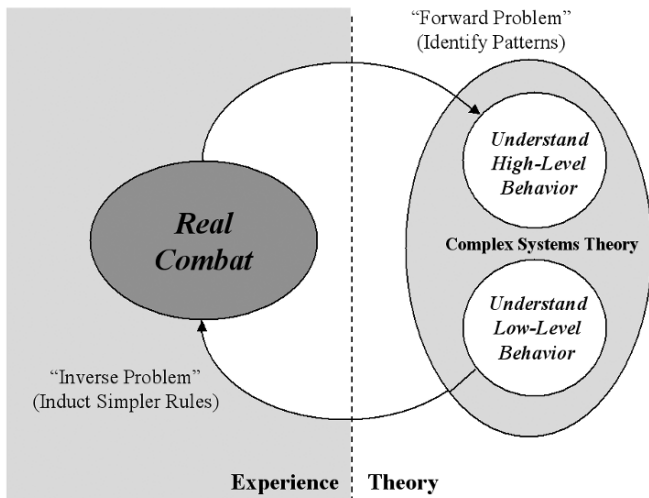 “Forward Problem”
(Identify Patterns)
Understand
High-Level
Behavior
Real
Combat
Complex Systems Theory
Understand
Low-Level
Behavior
“Inverse Problem”
(Induct Simpler Rules)
Experience Theory